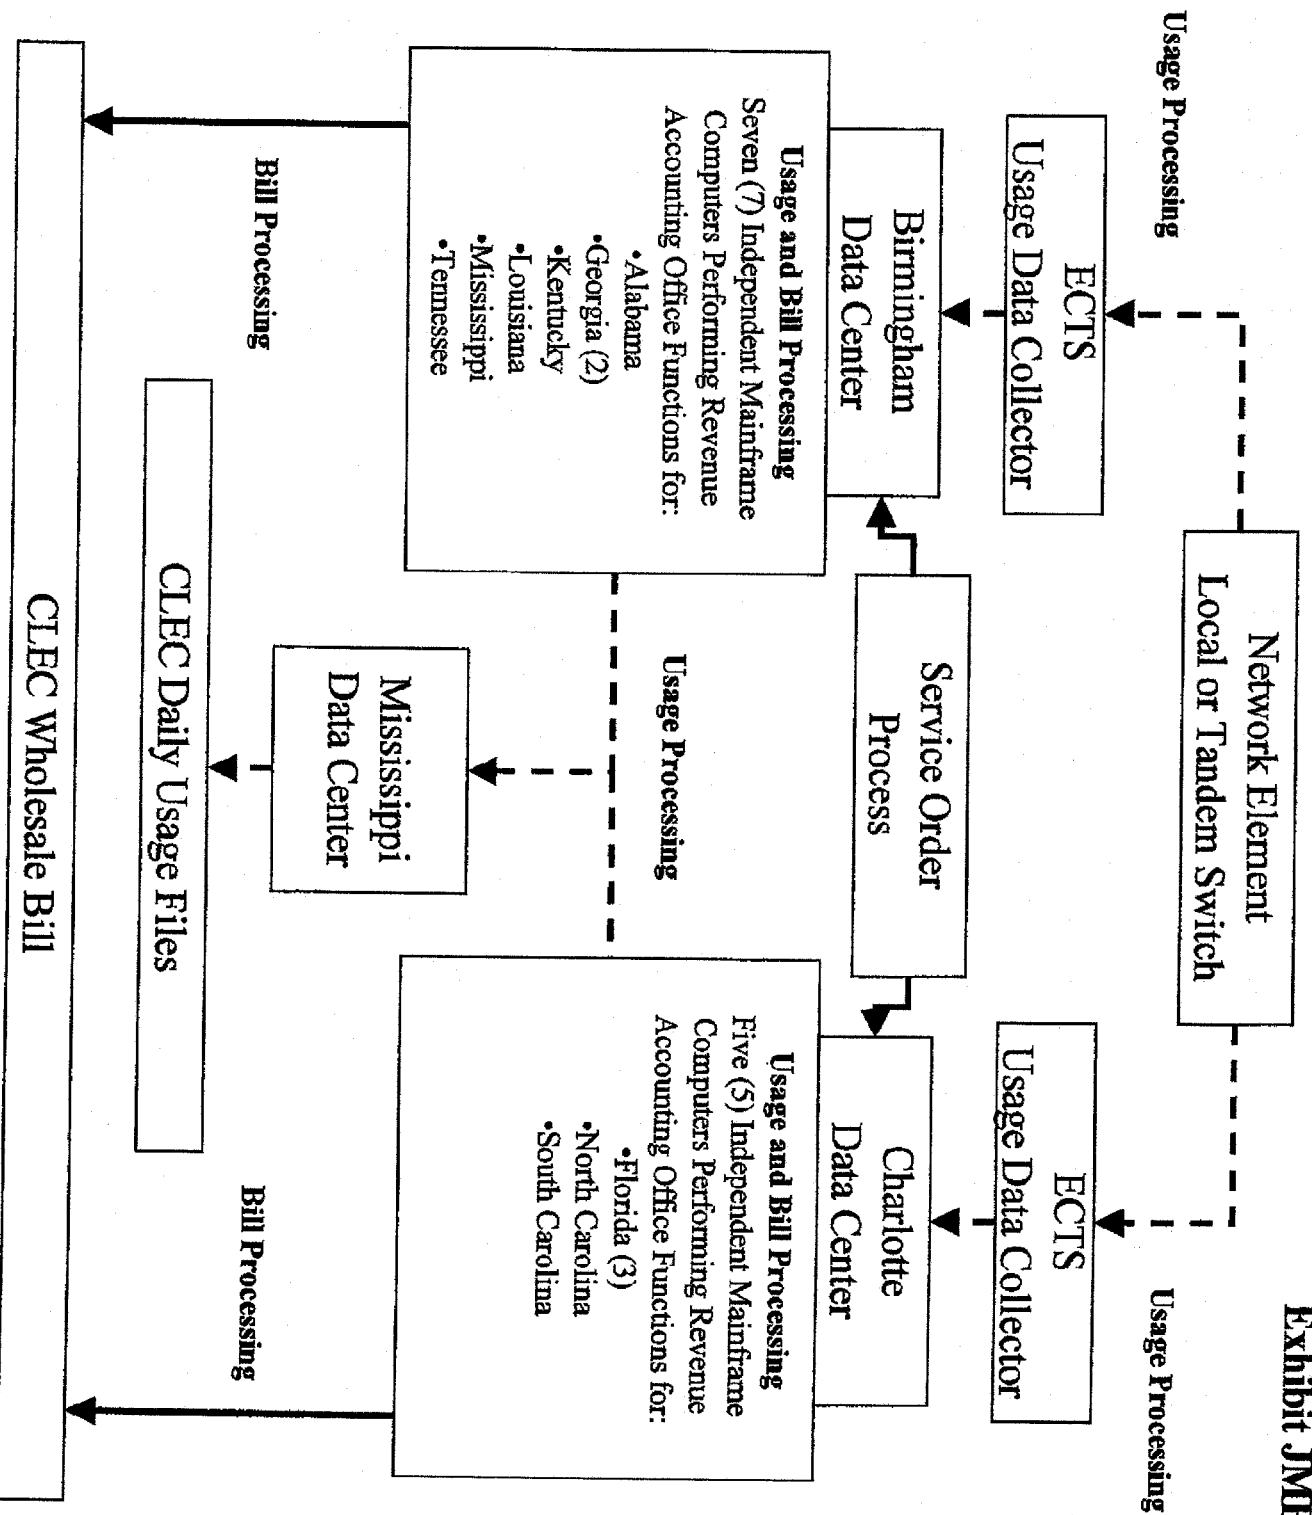 Exhibit JM
Network Element
Local or Tandem Switch
Usage Processing
Usage Processing
ECTS
Usage Data Collector
ECTS
Usage Data Collector
Service Order
Process
Birmingham
Data Center
Charlotte
Data Center
Usage and Bill Processing
Seven (7) Independent Mainframe
Computers Performing Revenue
Accounting Office Functions for:
•Alabama
•Georgia (2)
•Kentucky
•Louisiana
•Mississippi
•Tennessee
Usage Processing
Usage and Bill Processing
Five (5) Independent Mainframe
Computers Performing Revenue
Accounting Office Functions for:
•Florida (3)
•North Carolina
•South Carolina
Mississippi
Data Center
Bill Processing
Bill Processing
CLEC Daily Usage Files
CLEC Wholesale Bill